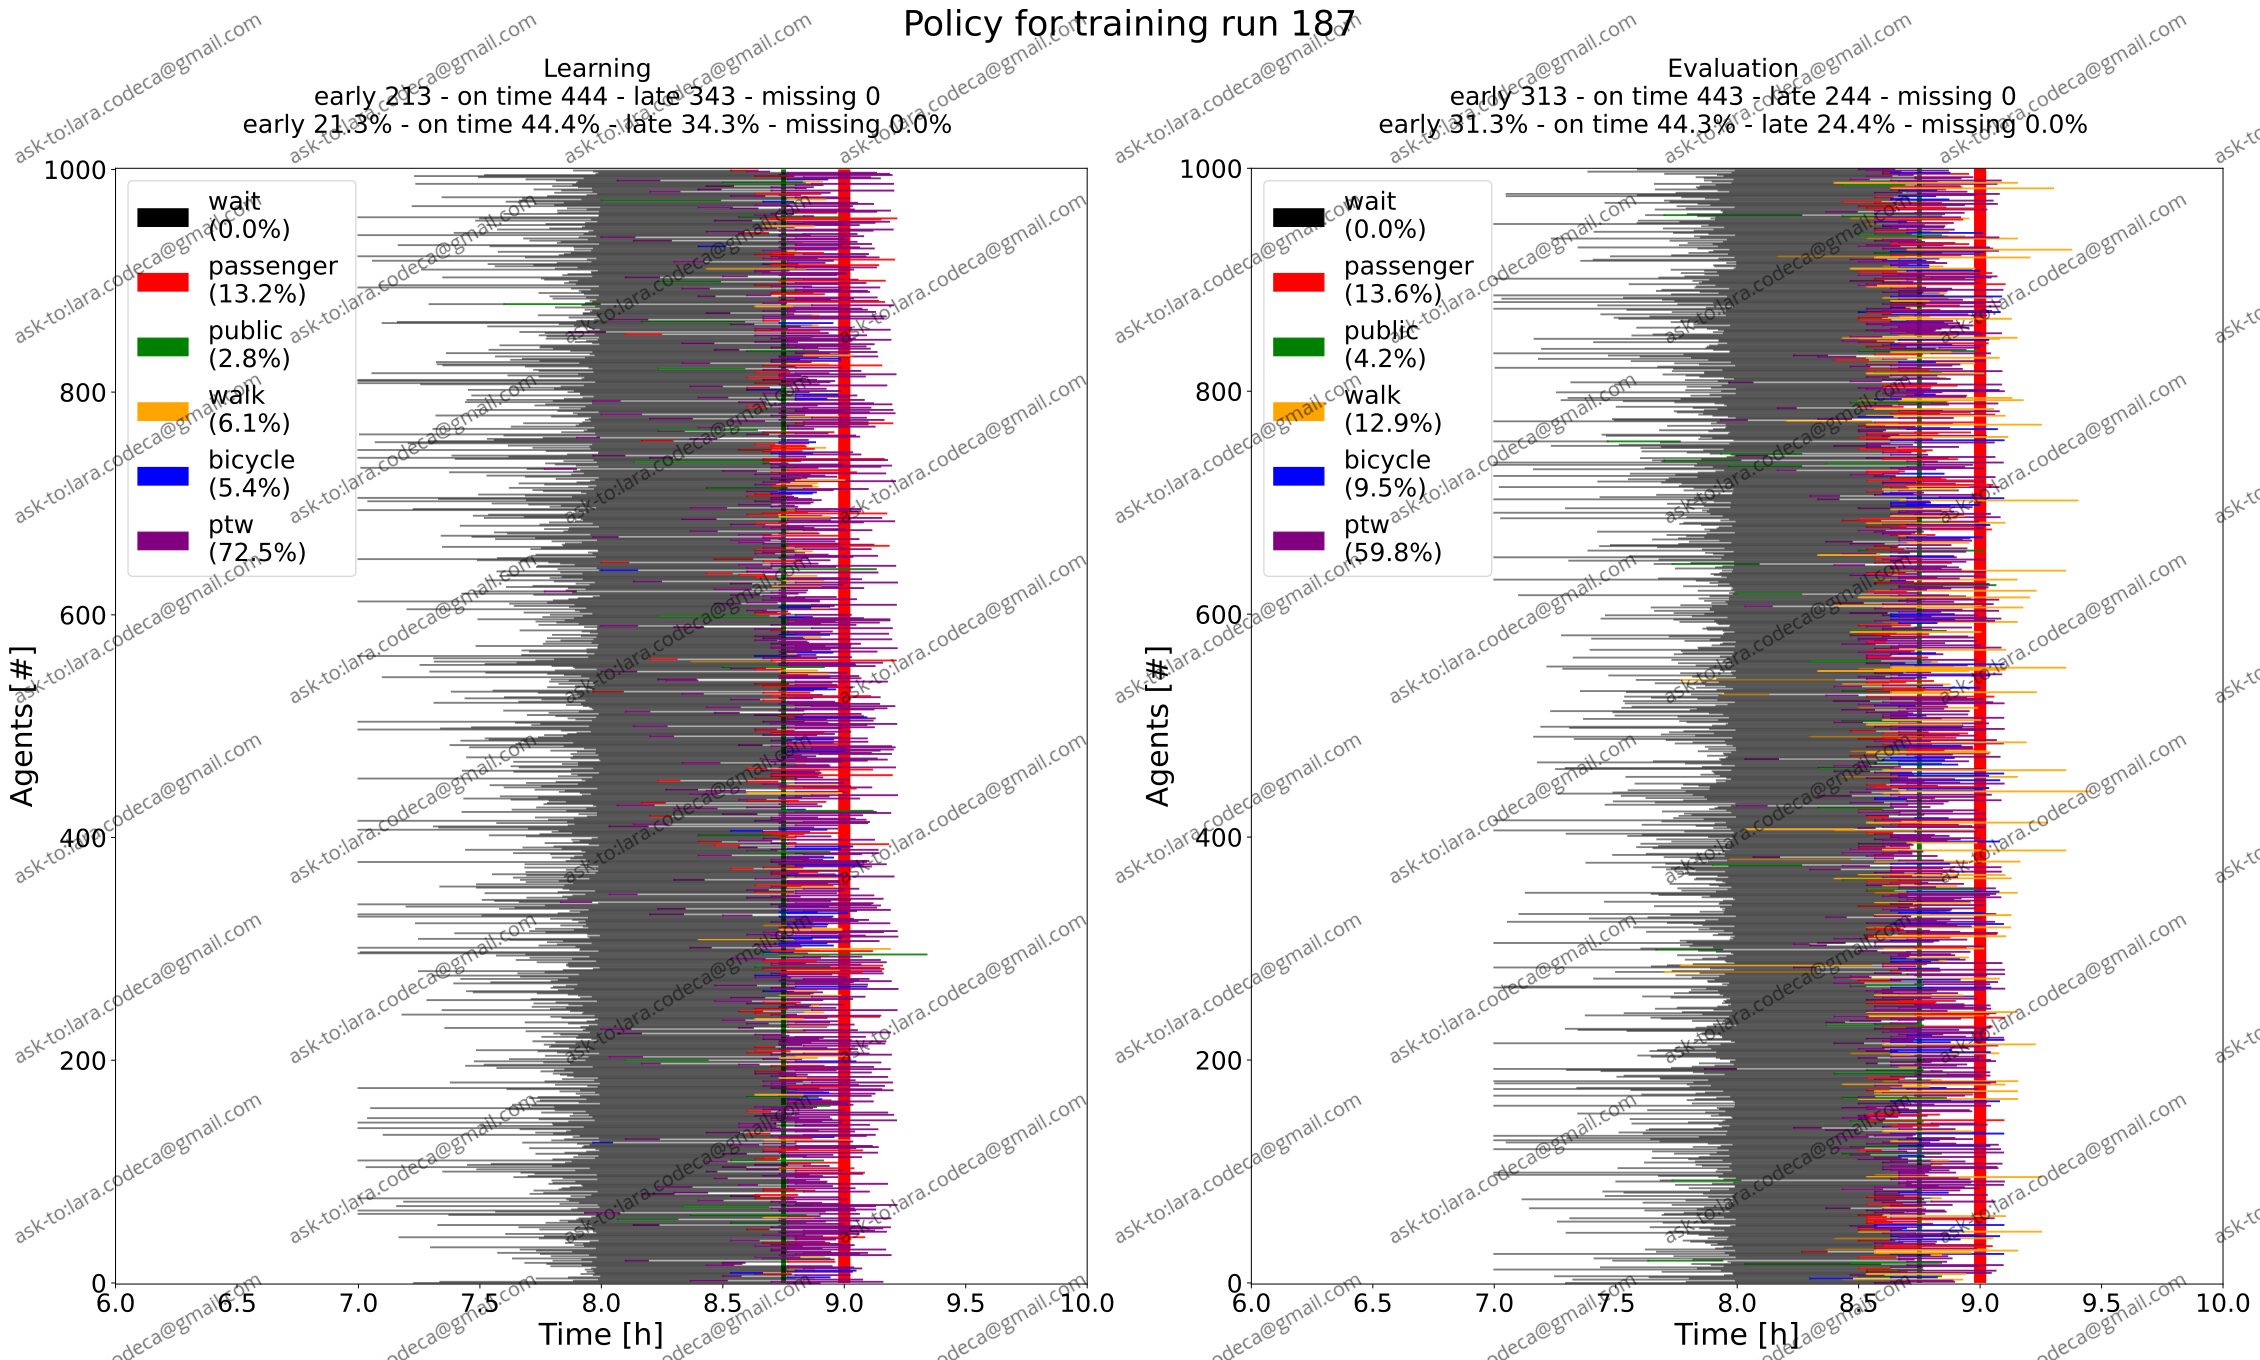 Policy for training run 187
Learning
early 213 - on time 444 - late 343 - missing 0
early 21.3% - on time 44.4% - late 34.3% - missing 0.0%
1000
800
600
400
200
0
Agents [#]
wait
(0.0%)
passenger
(13.2%)
public
(2.8%)
walk
(6.1%)
bicycle
(5.4%)
ptw
(72.5%)
6.0 6.5 7.0 7.5 8.0 8.5 9.0 9.5 10.0
Time [h]
Evaluation
early 313 - on time 443 - late 244 - missing 0
early 31.3% - on time 44.3% - late 24.4% - missing 0.0%
1000
800
600
400
200
0
Agents [#]
wait
(0.0%)
passenger
(13.6%)
public
(4.2%)
walk
(12.9%)
bicycle
(9.5%)
ptw
(59.8%)
6.0 6.5 7.0 7.5 8.0 8.5 9.0 9.5 10.0
Time [h]
ask-to:lara.codeca@gmail.com